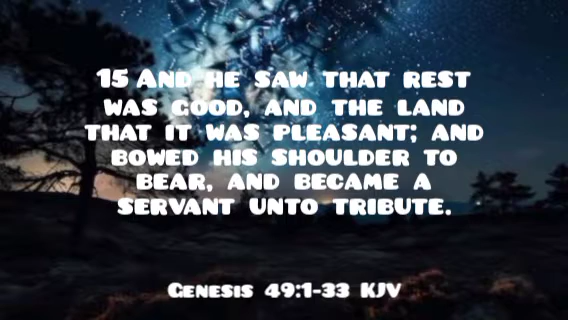 15 And he saw that rest
was good, and the land
that it was pleasant; and
bowed his shoulder to
bear, and became a
servant unto tribute.
Genesis 49:1-33 KJV